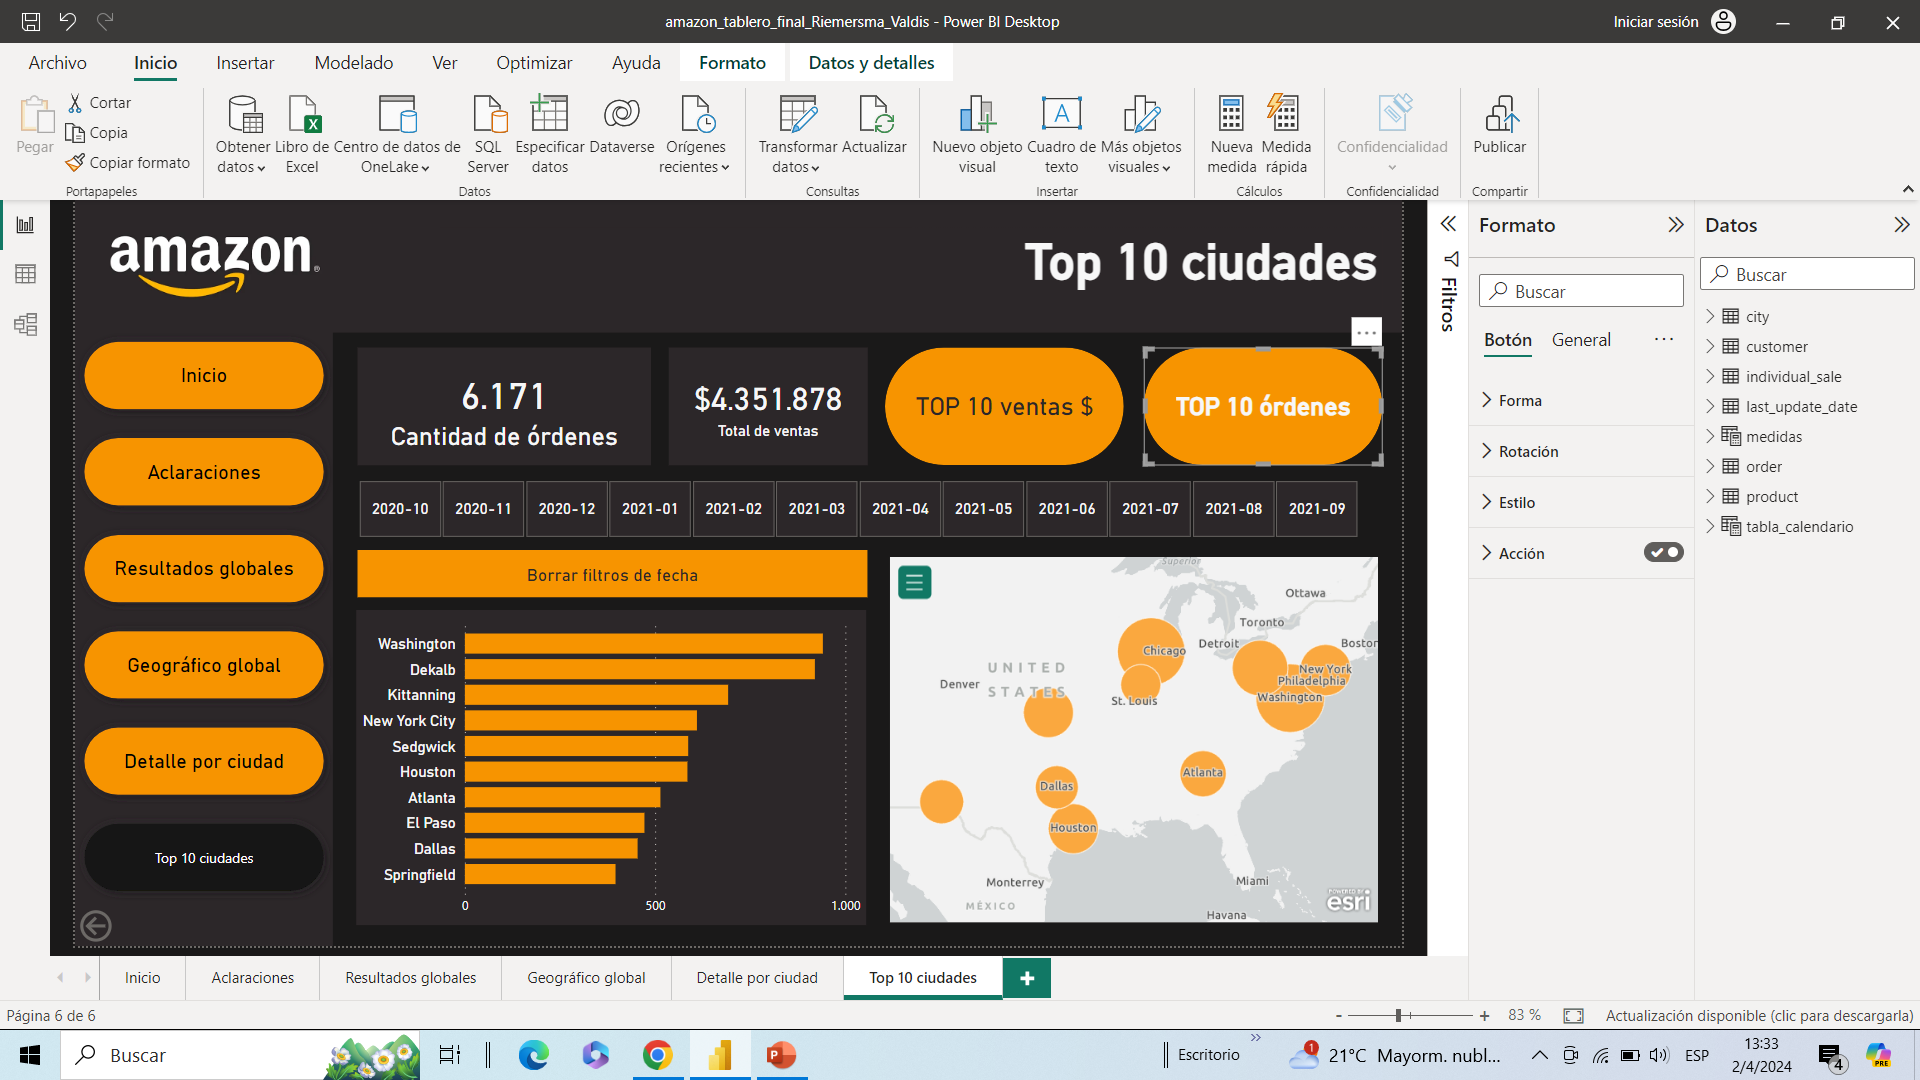 amazon_tablero_final_Riemersma_Valdis - Power BI Desktop
Iniciar sesión
Archivo
Inicio
Insertar
Modelado
Ver
Optimizar
Ayuda
Formato
Datos y detalles
Pegar
Cortar
Copia
Copiar formato
Portapapeles
Obtener
datos
Libro de
Excel
Centro de datos de
OneLake
SQL
Server
Especificar
datos
Dataverse
Orígenes
recientes
Datos
Transformar
datos
Actualizar
Consultas
Nuevo objeto
visual
Cuadro de
texto
Más objetos
visuales
Insertar
Nueva
medida
Medida
rápida
Cálculos
Confidencialidad
Confidencialidad
Publicar
Compartir
amazon
Top 10 ciudades
Inicio
Aclaraciones
Resultados globales
Geográfico global
Detalle por ciudad
Top 10 ciudades
6.171
Cantidad de órdenes
$4.351.878
Total de ventas
TOP 10 ventas $
TOP 10 órdenes
2020-10
2020-11
2020-12
2021-01
2021-02
2021-03
2021-04
2021-05
2021-06
2021-07
2021-08
2021-09
Borrar filtros de fecha
Washington
Dekalb
Kittanning
New York City
Sedgwick
Houston
Atlanta
El Paso
Dallas
Springfield
0
500
1.000
Superior
Ottawa
Toronto
Boston
Detroit
Chicago
UNITED
STATES
Denver
New York
Philadelphia
Washington
St. Louis
Atlanta
Dallas
Houston
Monterrey
Miami
MÉXICO
Havana
POWERED BY
esri
Filtros
Formato
Buscar
Botón
General
Forma
Rotación
Estilo
Acción
Datos
Buscar
city
customer
individual_sale
last_update_date
medidas
order
product
tabla_calendario
Inicio
Aclaraciones
Resultados globales
Geográfico global
Detalle por ciudad
Top 10 ciudades
+
Página 6 de 6
- + 83 %
Actualización disponible (clic para descargarla)
Buscar
Escritorio
1
21°C Mayorm. nubl...
ESP
13:33
2/4/2024
4
PRE